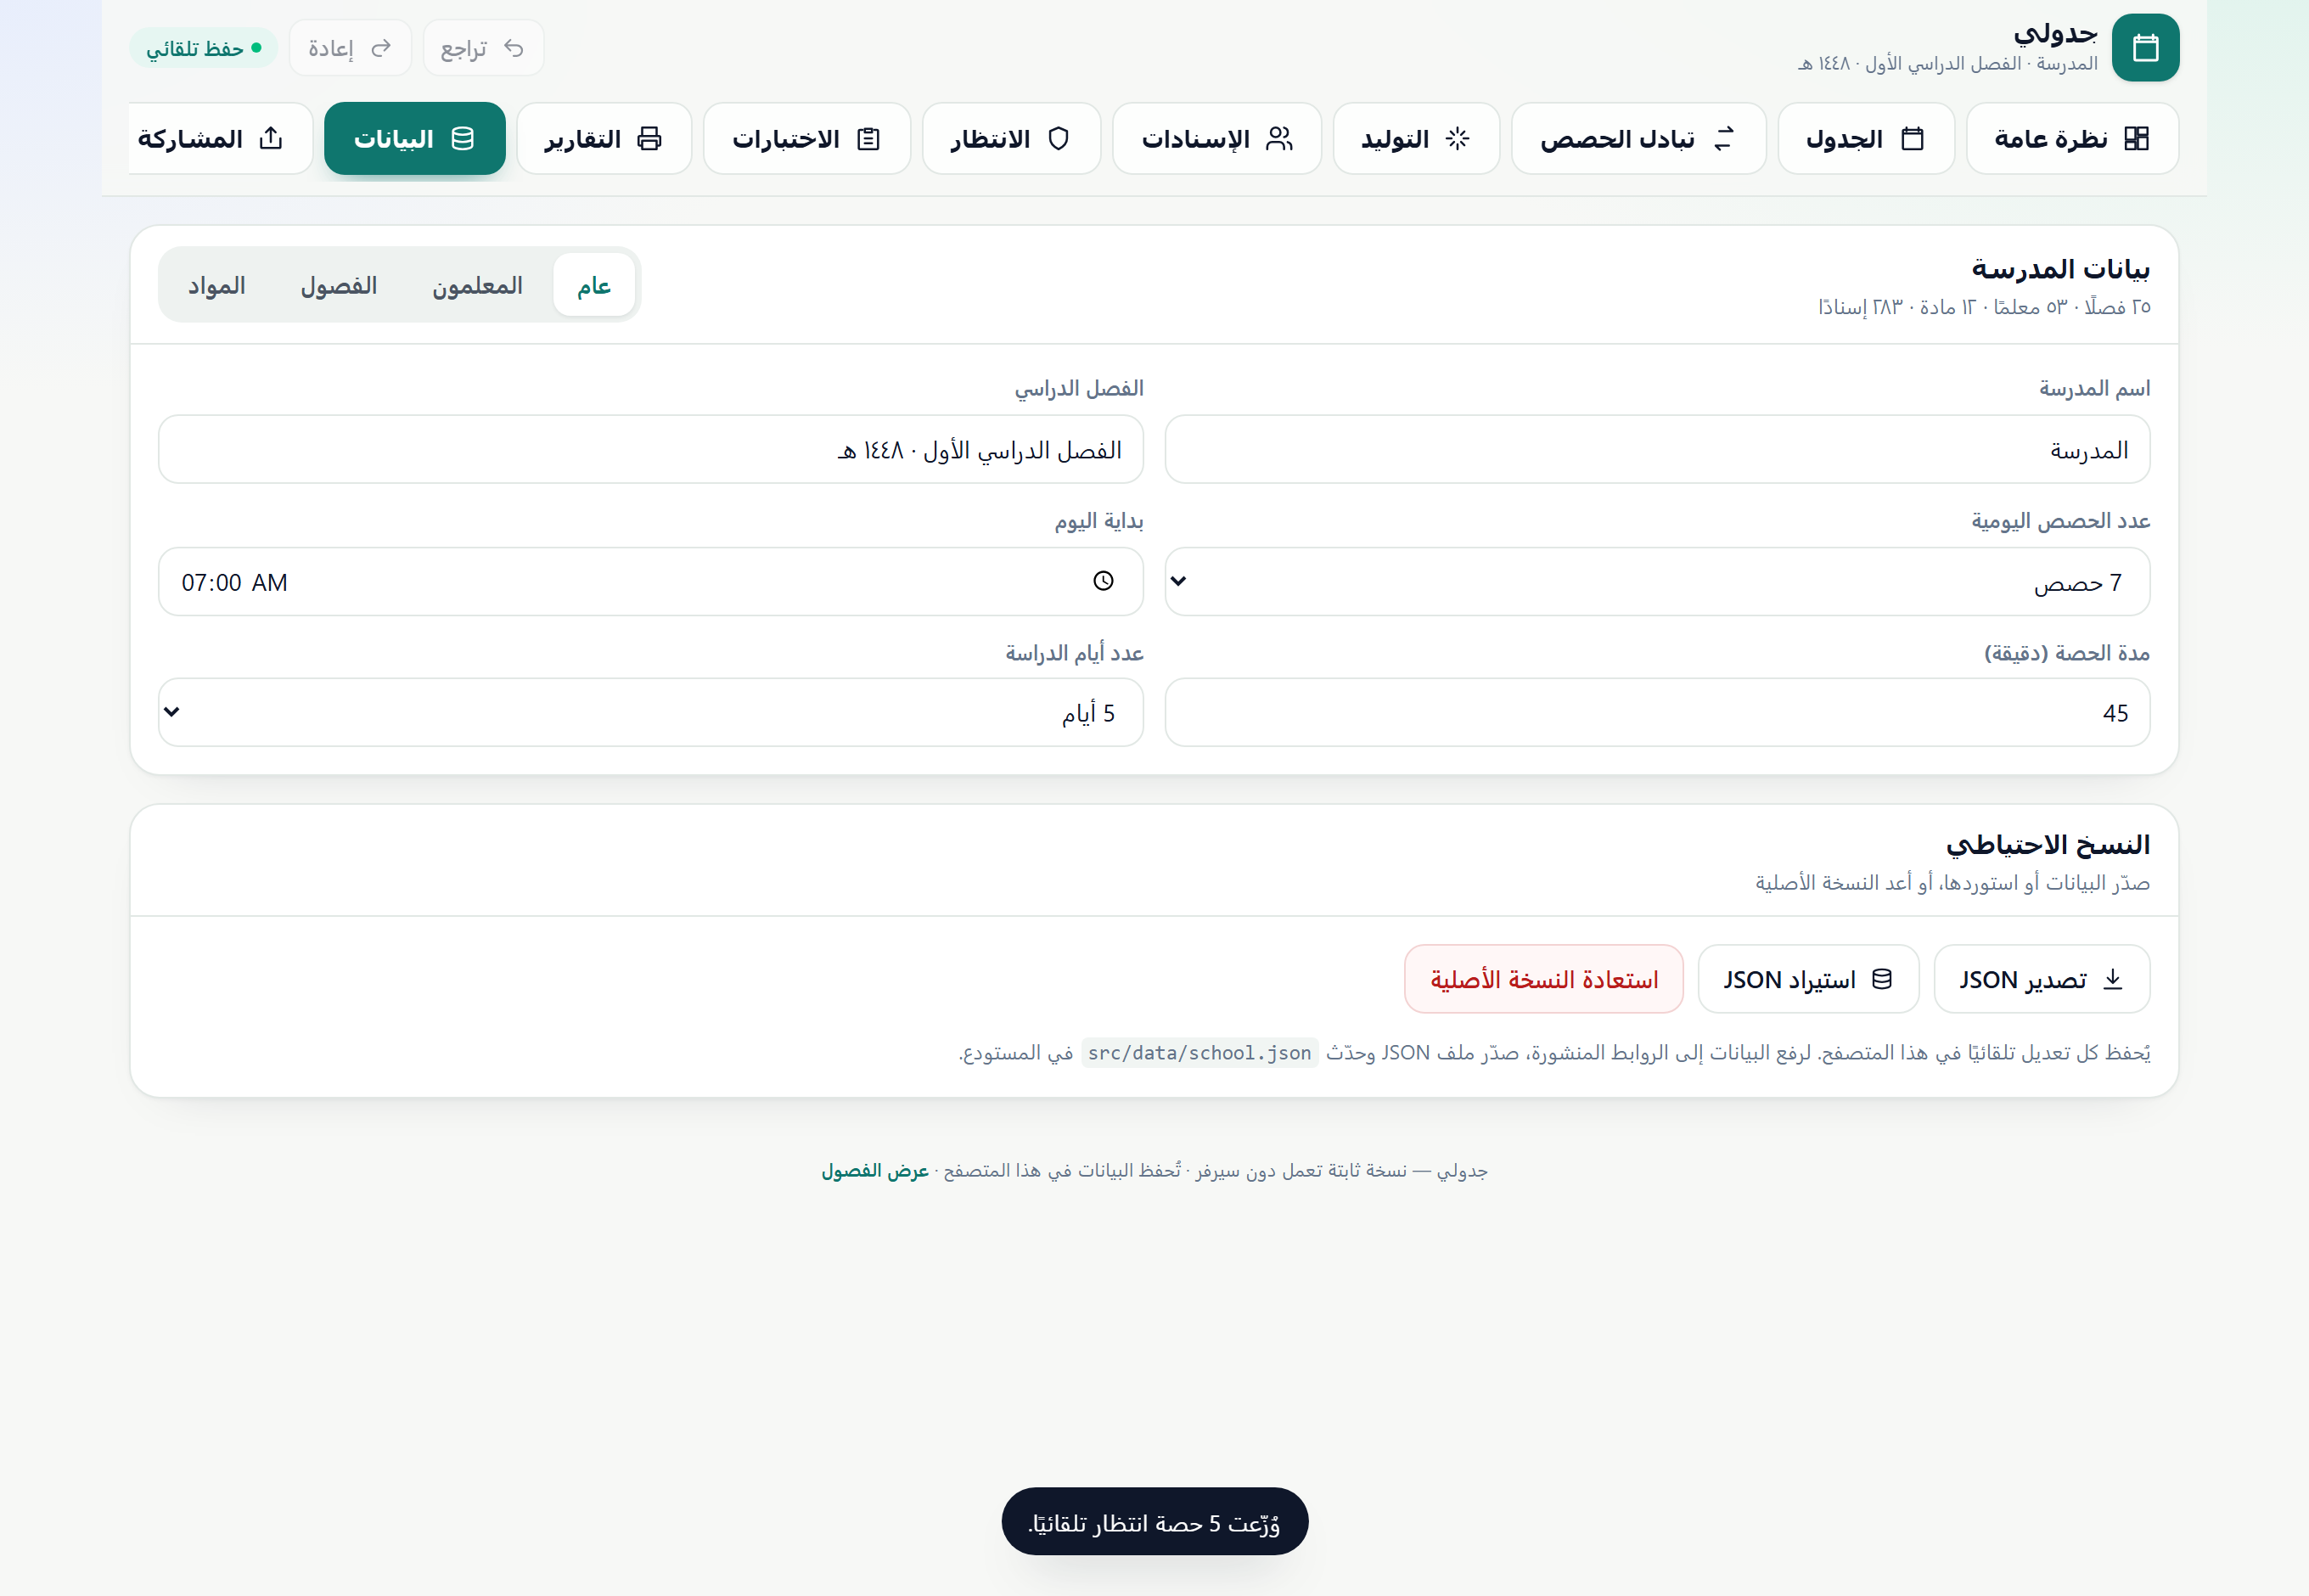 جدولي
المدرسة · الفصل الدراسي الأول · ١٤٤٨ هـ
تراجع
إعادة
حفظ تلقائي
نظرة عامة
الجدول
تبادل الحصص
التوليد
الإسنادات
الانتظار
الاختبارات
التقارير
البيانات
المشاركة
بيانات المدرسة
٢٥ فصلًا · ٥٣ معلمًا · ١٢ مادة · ٢٨٣ إسنادًا
عام
المعلمون
الفصول
المواد
اسم المدرسة
الفصل الدراسي
المدرسة
الفصل الدراسي الأول · ١٤٤٨ هـ
عدد الحصص اليومية
بداية اليوم
7 حصص
07:00 AM
مدة الحصة (دقيقة)
عدد أيام الدراسة
45
5 أيام
النسخ الاحتياطي
صدّر البيانات أو استوردها، أو أعد النسخة الأصلية
تصدير JSON
استيراد JSON
استعادة النسخة الأصلية
يُحفظ كل تعديل تلقائيًا في هذا المتصفح. لرفع البيانات إلى الروابط المنشورة، صدّر ملف JSON وحدّث src/data/school.json في المستودع.
جدولي — نسخة ثابتة تعمل دون سيرفر · تُحفظ البيانات في هذا المتصفح · عرض الفصول
وُزّعت 5 حصة انتظار تلقائيًا.